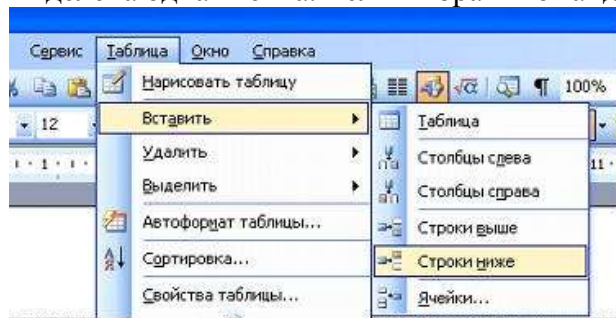 Сервис Таблица Окно Справка
Нарисовать таблицу
100%
12
Вставить
Таблица
Удалить
Столбцы слева
11
Выделить
Столбцы справа
Автоформат таблицы...
Строки выше
Сортировка...
Строки ниже
Свойства таблицы...
Ячейки...